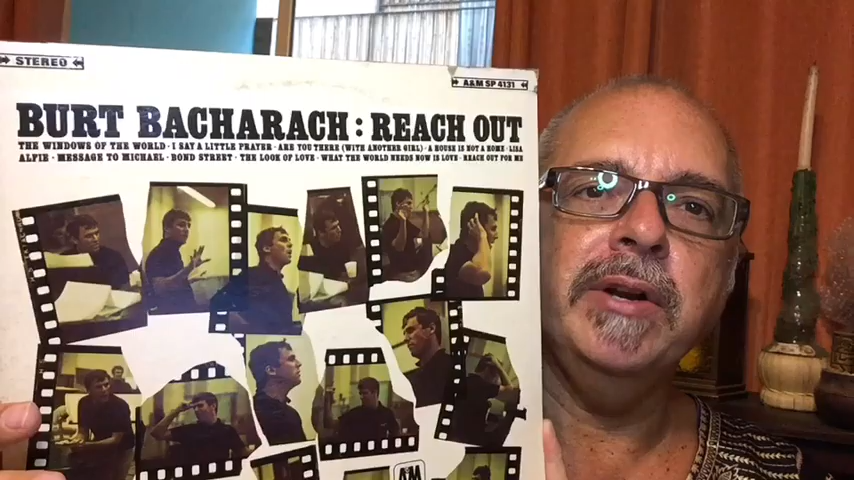 STEREO
A&M SP 4131
BURT BACHARACH : REACH OUT
THE WINDOWS OF THE WORLD · I SAY A LITTLE PRAYER · ARE YOU THERE (WITH ANOTHER GIRL) · A HOUSE IS NOT A HOME · LISA
ALFIE · MESSAGE TO MICHAEL · BOND STREET · THE LOOK OF LOVE · WHAT THE WORLD NEEDS NOW IS LOVE · REACH OUT FOR ME
A&M